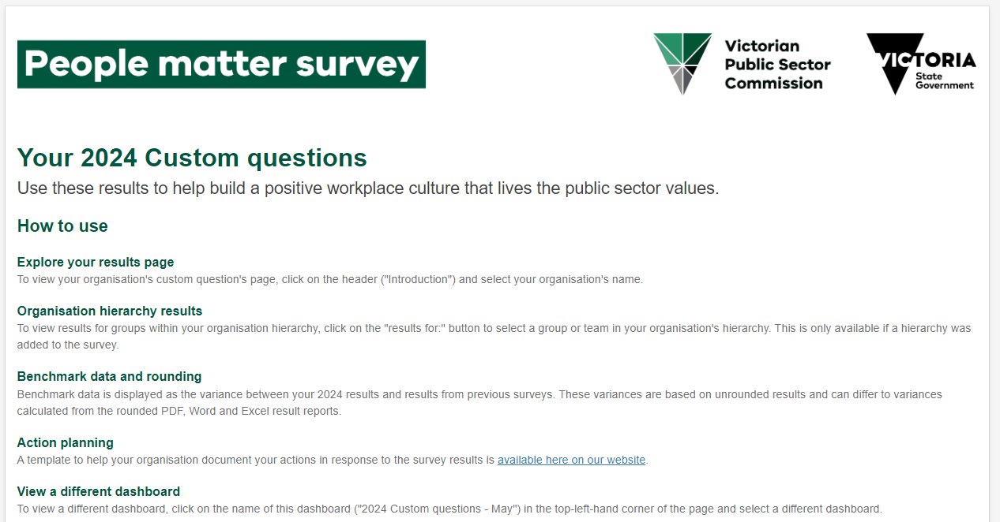 People matter survey
Victorian
Public Sector
Commission
VICTORIA
State
Government
Your 2024 Custom questions
Use these results to help build a positive workplace culture that lives the public sector values.
How to use
Explore your results page
To view your organisation's custom question's page, click on the header ("Introduction") and select your organisation's name.
Organisation hierarchy results
To view results for groups within your organisation hierarchy, click on the "results for:" button to select a group or team in your organisation's hierarchy. This is only available if a hierarchy was
added to the survey.
Benchmark data and rounding
Benchmark data is displayed as the variance between your 2024 results and results from previous surveys. These variances are based on unrounded results and can differ to variances
calculated from the rounded PDF, Word and Excel result reports.
Action planning
A template to help your organisation document your actions in response to the survey results is available here on our website.
View a different dashboard
To view a different dashboard, click on the name of this dashboard ("2024 Custom questions - May") in the top-left-hand corner of the page and select a different dashboard.